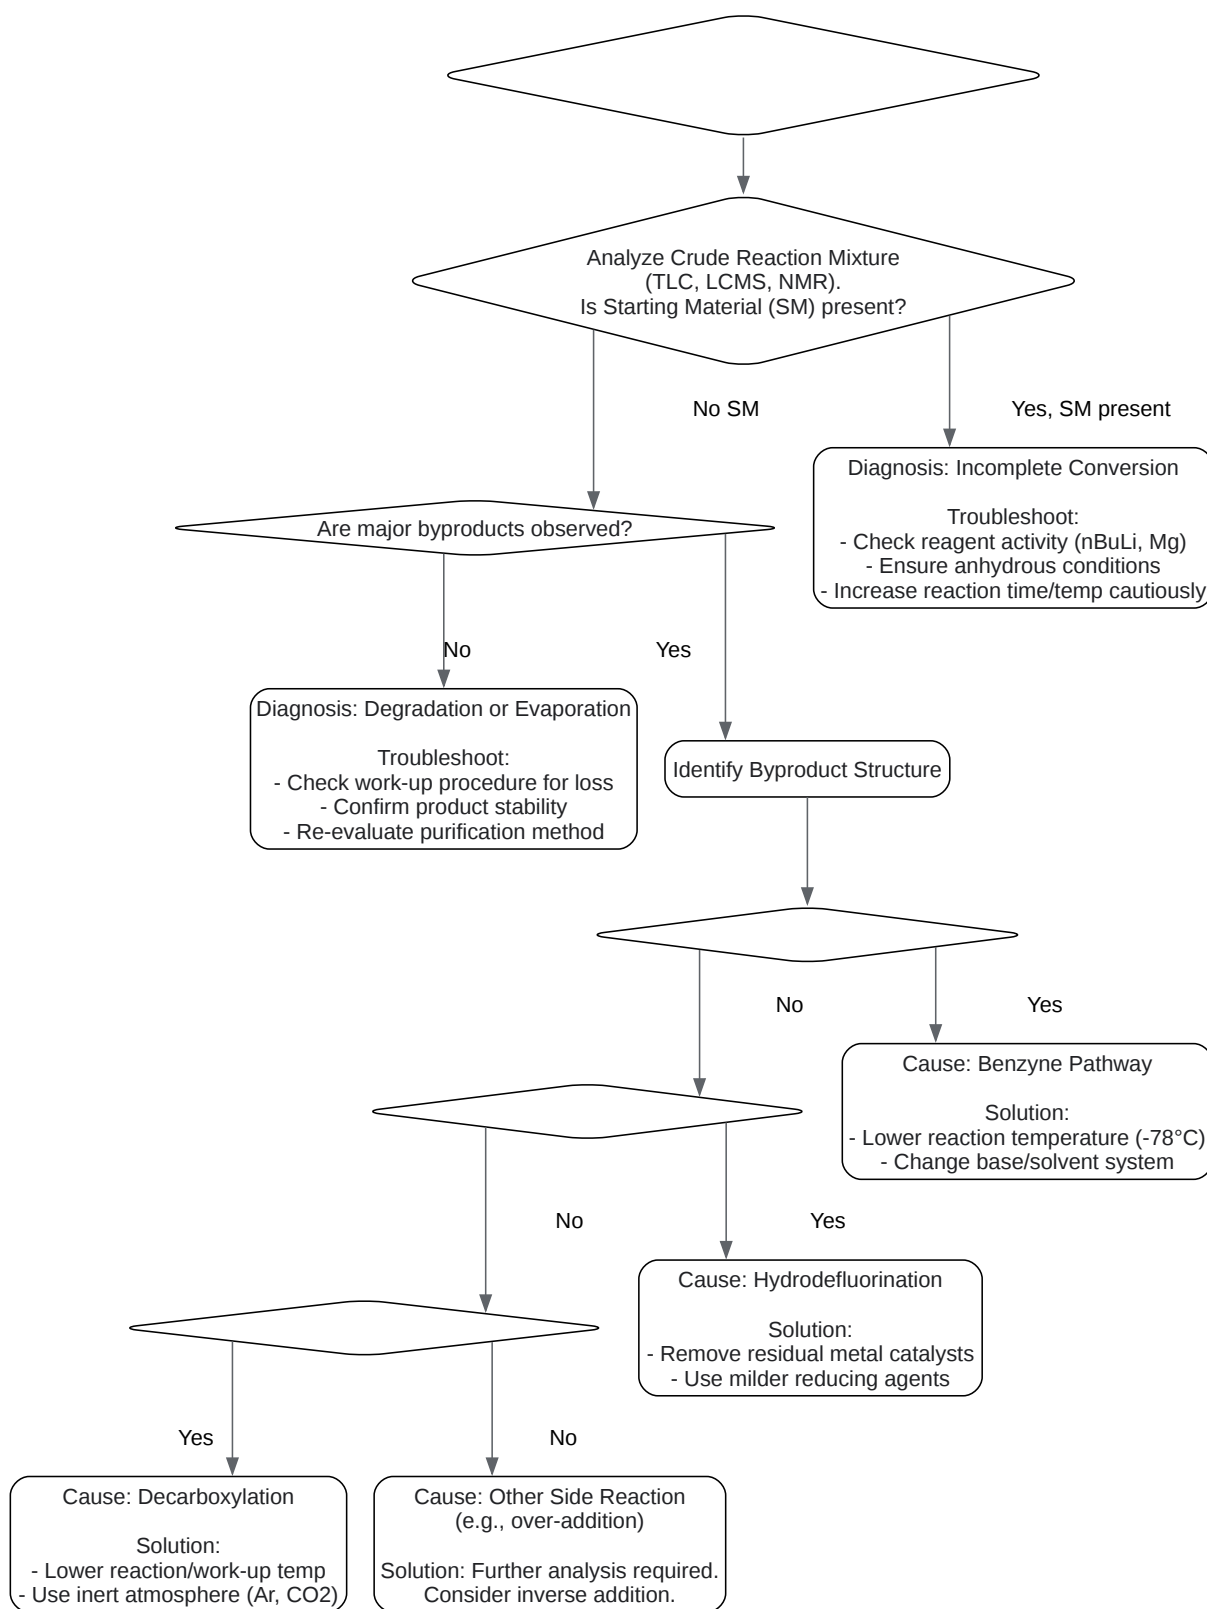 Analyze Crude Reaction Mixture
(TLC, LCMS, NMR).
Is Starting Material (SM) present?
No SM
Yes, SM present
Diagnosis: Incomplete Conversion
Troubleshoot:
- Check reagent activity (nBuLi, Mg)
- Ensure anhydrous conditions
- Increase reaction time/temp cautiously
Are major byproducts observed?
No
Yes
Diagnosis: Degradation or Evaporation
Troubleshoot:
- Check work-up procedure for loss
- Confirm product stability
- Re-evaluate purification method
Identify Byproduct Structure
No
Yes
Cause: Benzyne Pathway
Solution:
- Lower reaction temperature (-78°C)
- Change base/solvent system
No
Yes
Cause: Hydrodefluorination
Solution:
- Remove residual metal catalysts
- Use milder reducing agents
Yes
No
Cause: Decarboxylation
Solution:
- Lower reaction/work-up temp
- Use inert atmosphere (Ar, CO2)
Cause: Other Side Reaction
(e.g., over-addition)
Solution: Further analysis required.
Consider inverse addition.